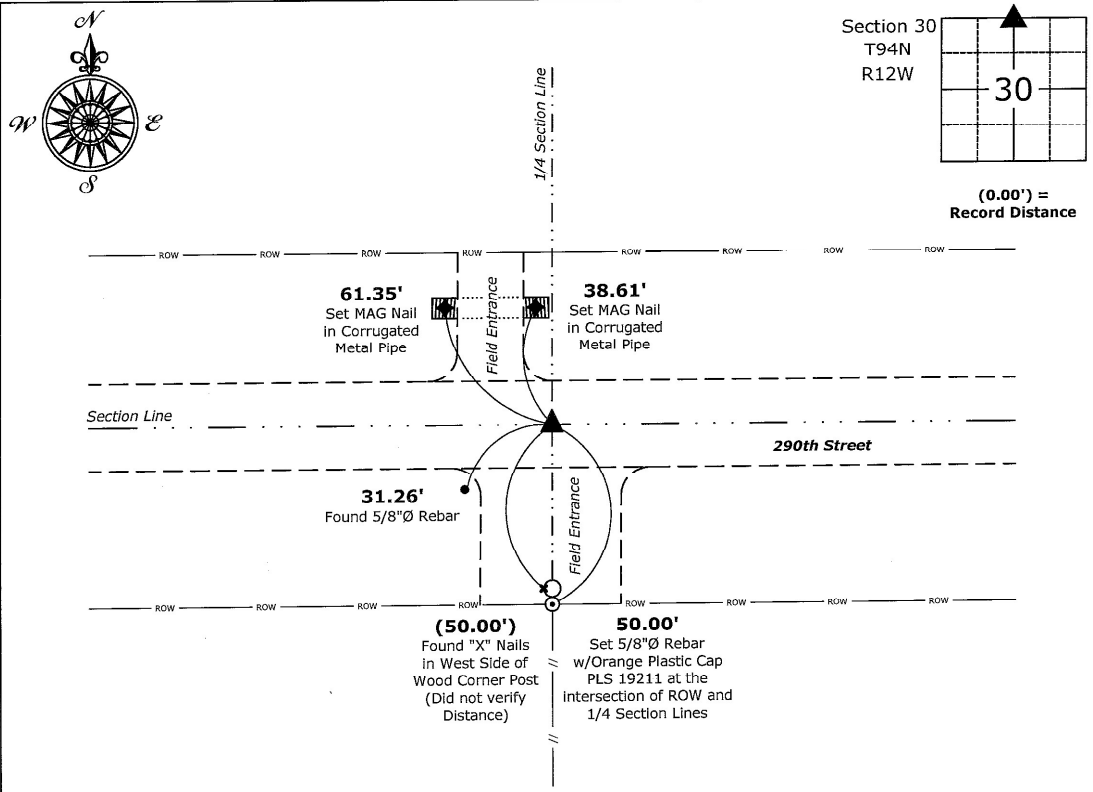 N
W
E
S
Section 30
T94N
R12W
30
(0.00') =
Record Distance
1/4 Section Line
ROW ROW ROW ROW ROW ROW ROW ROW
61.35'
Set MAG Nail
in Corrugated
Metal Pipe
Field Entrance
38.61'
Set MAG Nail
in Corrugated
Metal Pipe
Section Line
290th Street
31.26'
Found 5/8"Ø Rebar
Field Entrance
ROW ROW ROW ROW ROW ROW ROW ROW
(50.00')
Found "X" Nails
in West Side of
Wood Corner Post
(Did not verify
Distance)
50.00'
Set 5/8"Ø Rebar
w/Orange Plastic Cap
PLS 19211 at the
intersection of ROW and
1/4 Section Lines